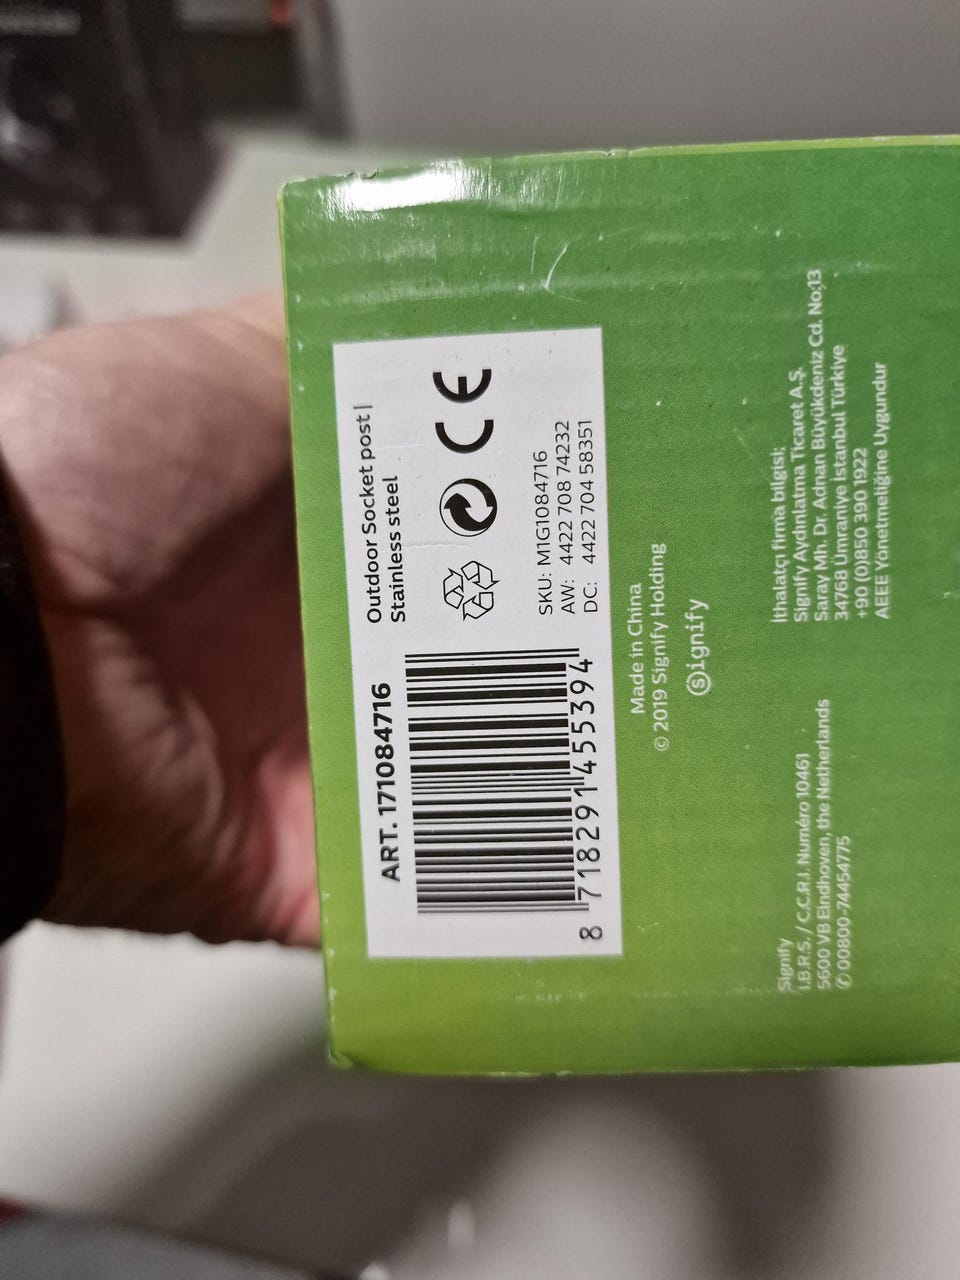 ART. 171084716
Outdoor Socket post |
Stainless steel
CE
SKU: M1G1084716
AW: 4422 708 74232
DC: 4422 704 58351
8 718291 455394
Made in China
© 2019 Signify Holding
Signify
Signify
I.B.R.S. / C.C.R.I. Numéro 10461
5600 VB Eindhoven, the Netherlands
✆ 00800-74454775
İthalatçı firma bilgisi;
Signify Aydınlatma Ticaret A.Ş.
Saray Mh. Dr. Adnan Büyükdeniz Cd. No:13
34768 Ümraniye İstanbul Türkiye
+90 (0)850 390 1922
AEEE Yönetmeliğine Uygundur